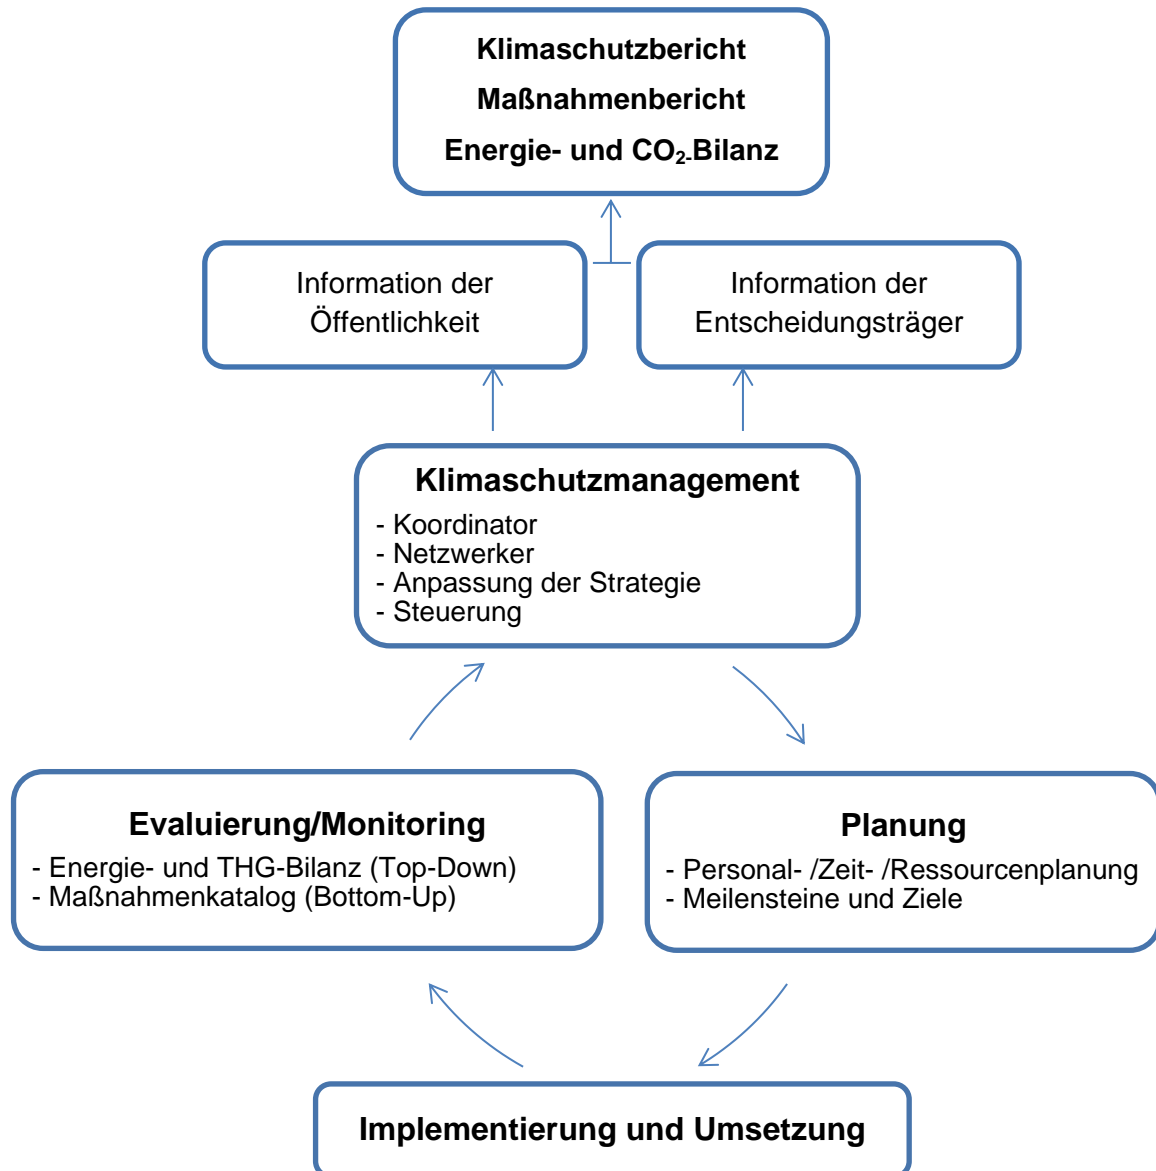 Klimaschutzbericht
Maßnahmenbericht
Energie- und CO₂-Bilanz
Information der
Öffentlichkeit
Information der
Entscheidungsträger
Klimaschutzmanagement
- Koordinator
- Netzwerker
- Anpassung der Strategie
- Steuerung
Evaluierung/Monitoring
- Energie- und THG-Bilanz (Top-Down)
- Maßnahmenkatalog (Bottom-Up)
Planung
- Personal- /Zeit- /Ressourcenplanung
- Meilensteine und Ziele
Implementierung und Umsetzung